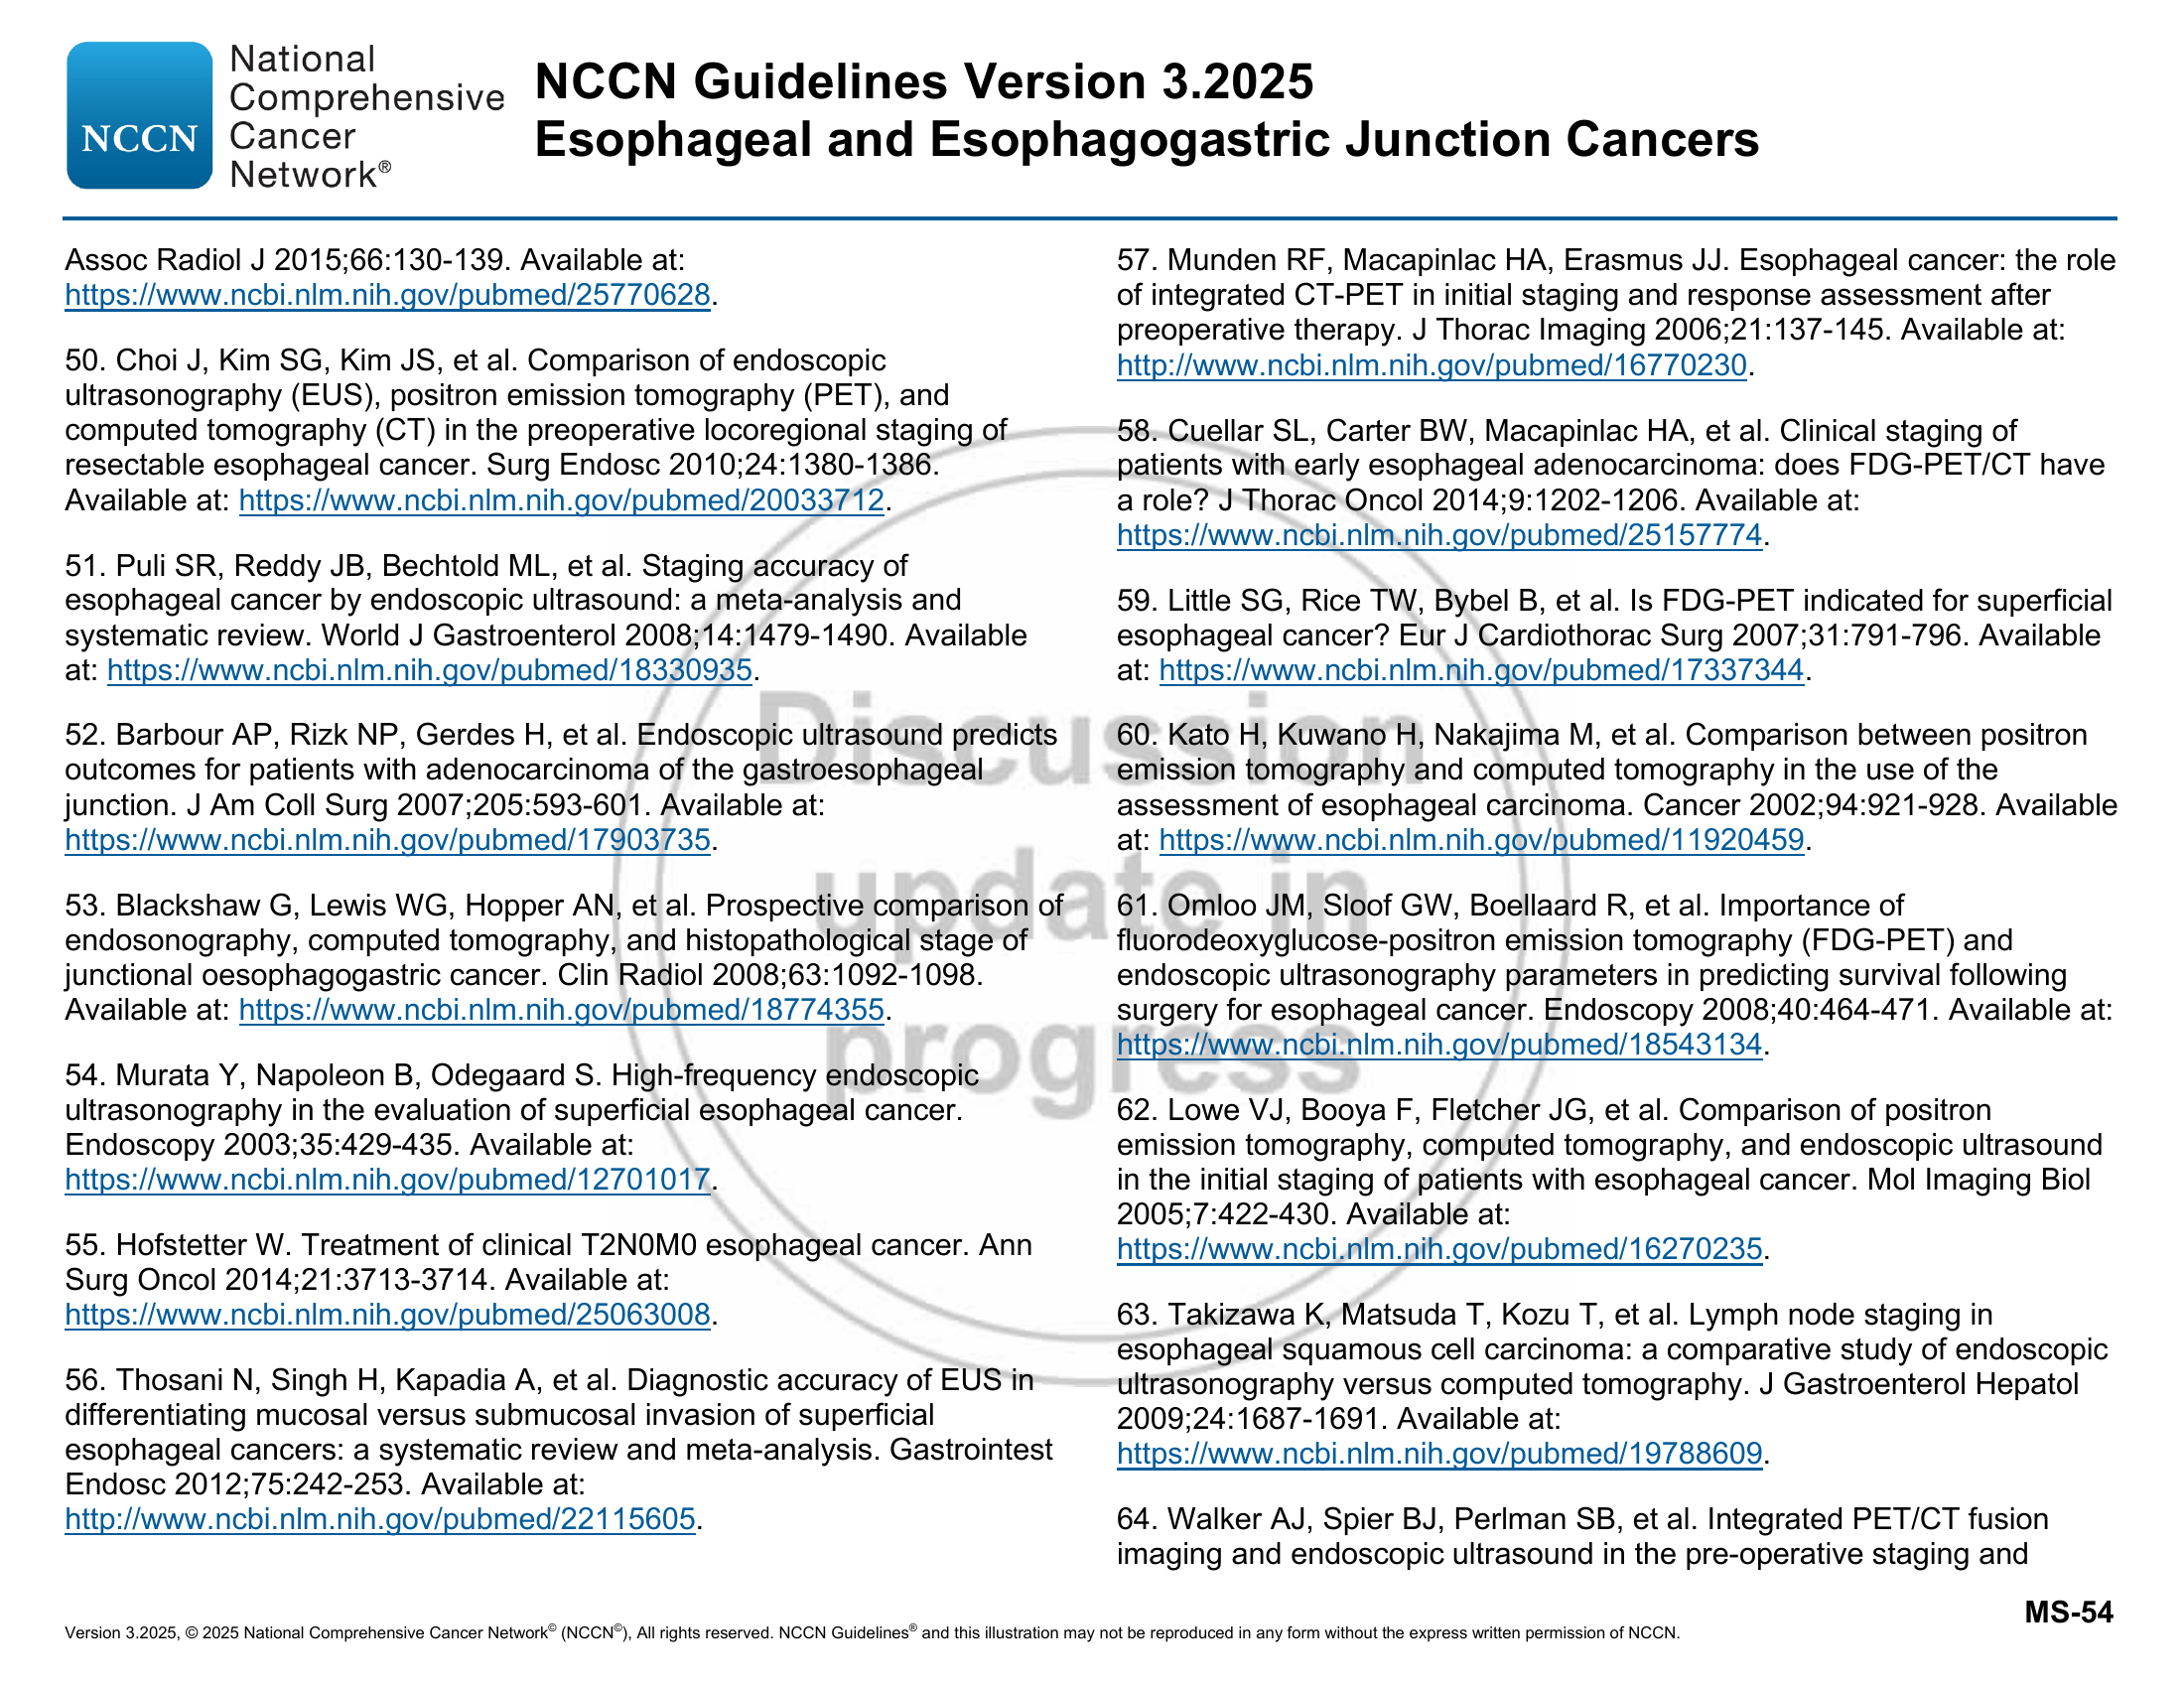 National
Comprehensive
NCCN Cancer
Network®
NCCN Guidelines Version 3.2025
Esophageal and Esophagogastric Junction Cancers
Assoc Radiol J 2015;66:130-139. Available at:
https://www.ncbi.nlm.nih.gov/pubmed/25770628.
50. Choi J, Kim SG, Kim JS, et al. Comparison of endoscopic
ultrasonography (EUS), positron emission tomography (PET), and
computed tomography (CT) in the preoperative locoregional staging of
resectable esophageal cancer. Surg Endosc 2010;24:1380-1386.
Available at: https://www.ncbi.nlm.nih.gov/pubmed/20033712.
51. Puli SR, Reddy JB, Bechtold ML, et al. Staging accuracy of
esophageal cancer by endoscopic ultrasound: a meta-analysis and
systematic review. World J Gastroenterol 2008;14:1479-1490. Available
at: https://www.ncbi.nlm.nih.gov/pubmed/18330935.
52. Barbour AP, Rizk NP, Gerdes H, et al. Endoscopic ultrasound predicts
outcomes for patients with adenocarcinoma of the gastroesophageal
junction. J Am Coll Surg 2007;205:593-601. Available at:
https://www.ncbi.nlm.nih.gov/pubmed/17903735.
53. Blackshaw G, Lewis WG, Hopper AN, et al. Prospective comparison of
endosonography, computed tomography, and histopathological stage of
junctional oesophagogastric cancer. Clin Radiol 2008;63:1092-1098.
Available at: https://www.ncbi.nlm.nih.gov/pubmed/18774355.
54. Murata Y, Napoleon B, Odegaard S. High-frequency endoscopic
ultrasonography in the evaluation of superficial esophageal cancer.
Endoscopy 2003;35:429-435. Available at:
https://www.ncbi.nlm.nih.gov/pubmed/12701017.
55. Hofstetter W. Treatment of clinical T2N0M0 esophageal cancer. Ann
Surg Oncol 2014;21:3713-3714. Available at:
https://www.ncbi.nlm.nih.gov/pubmed/25063008.
56. Thosani N, Singh H, Kapadia A, et al. Diagnostic accuracy of EUS in
differentiating mucosal versus submucosal invasion of superficial
esophageal cancers: a systematic review and meta-analysis. Gastrointest
Endosc 2012;75:242-253. Available at:
http://www.ncbi.nlm.nih.gov/pubmed/22115605.
57. Munden RF, Macapinlac HA, Erasmus JJ. Esophageal cancer: the role
of integrated CT-PET in initial staging and response assessment after
preoperative therapy. J Thorac Imaging 2006;21:137-145. Available at:
http://www.ncbi.nlm.nih.gov/pubmed/16770230.
58. Cuellar SL, Carter BW, Macapinlac HA, et al. Clinical staging of
patients with early esophageal adenocarcinoma: does FDG-PET/CT have
a role? J Thorac Oncol 2014;9:1202-1206. Available at:
https://www.ncbi.nlm.nih.gov/pubmed/25157774.
59. Little SG, Rice TW, Bybel B, et al. Is FDG-PET indicated for superficial
esophageal cancer? Eur J Cardiothorac Surg 2007;31:791-796. Available
at: https://www.ncbi.nlm.nih.gov/pubmed/17337344.
60. Kato H, Kuwano H, Nakajima M, et al. Comparison between positron
emission tomography and computed tomography in the use of the
assessment of esophageal carcinoma. Cancer 2002;94:921-928. Available
at: https://www.ncbi.nlm.nih.gov/pubmed/11920459.
61. Omloo JM, Sloof GW, Boellaard R, et al. Importance of
fluorodeoxyglucose-positron emission tomography (FDG-PET) and
endoscopic ultrasonography parameters in predicting survival following
surgery for esophageal cancer. Endoscopy 2008;40:464-471. Available at:
https://www.ncbi.nlm.nih.gov/pubmed/18543134.
62. Lowe VJ, Booya F, Fletcher JG, et al. Comparison of positron
emission tomography, computed tomography, and endoscopic ultrasound
in the initial staging of patients with esophageal cancer. Mol Imaging Biol
2005;7:422-430. Available at:
https://www.ncbi.nlm.nih.gov/pubmed/16270235.
63. Takizawa K, Matsuda T, Kozu T, et al. Lymph node staging in
esophageal squamous cell carcinoma: a comparative study of endoscopic
ultrasonography versus computed tomography. J Gastroenterol Hepatol
2009;24:1687-1691. Available at:
https://www.ncbi.nlm.nih.gov/pubmed/19788609.
64. Walker AJ, Spier BJ, Perlman SB, et al. Integrated PET/CT fusion
imaging and endoscopic ultrasound in the pre-operative staging and
Discussion
update in
progress
MS-54
Version 3.2025, © 2025 National Comprehensive Cancer Network© (NCCN©), All rights reserved. NCCN Guidelines® and this illustration may not be reproduced in any form without the express written permission of NCCN.